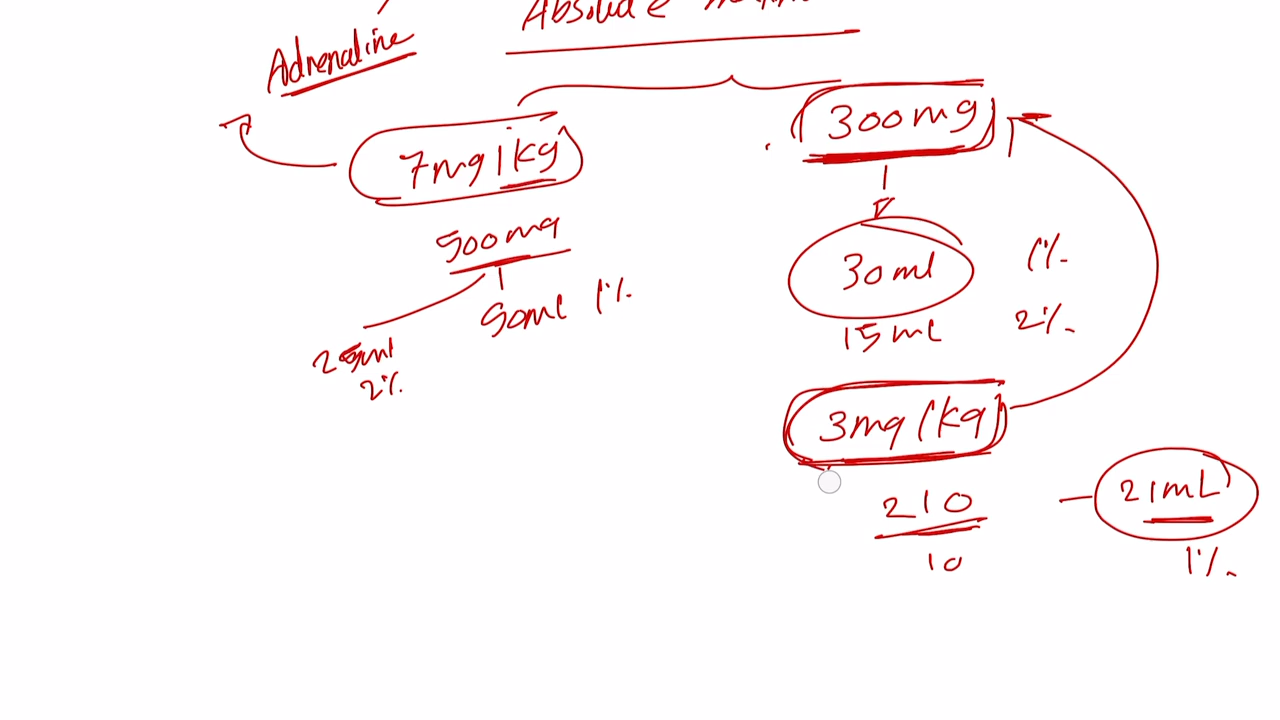 Absolute
Adrenaline
7mg/kg
500mg
50ml 1%
25ml
2%
300mg
30ml 1%
15ml 2%
3mg/kg
210
10
21mL
1%